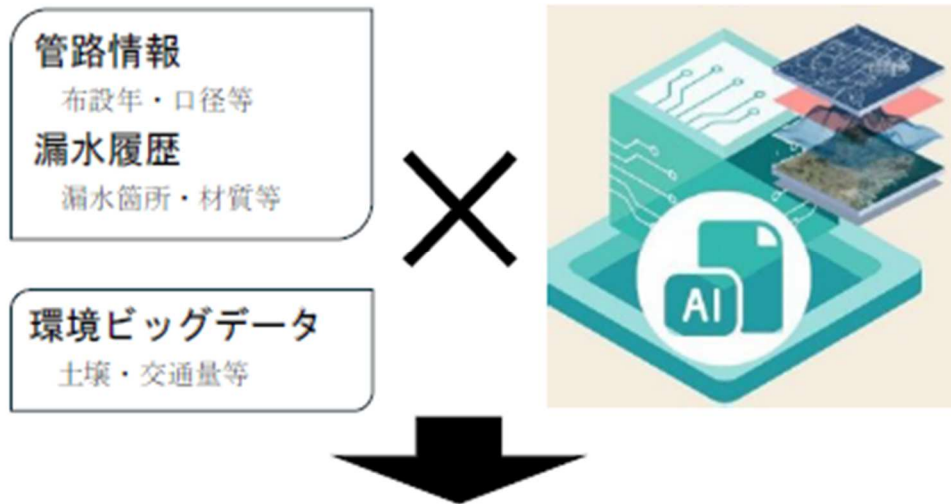 管路情報
布設年・口径等
漏水履歴
漏水箇所・材質等
環境ビッグデータ
土壌・交通量等
AI